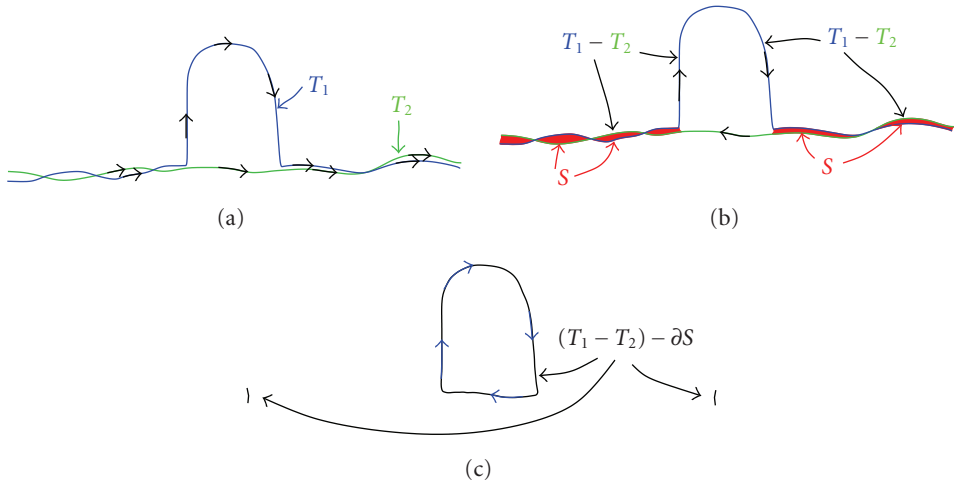 T₁
T₂
(a)
T₁ − T₂
T₁ − T₂
S
S
(b)
(T₁ − T₂) − ∂S
(c)